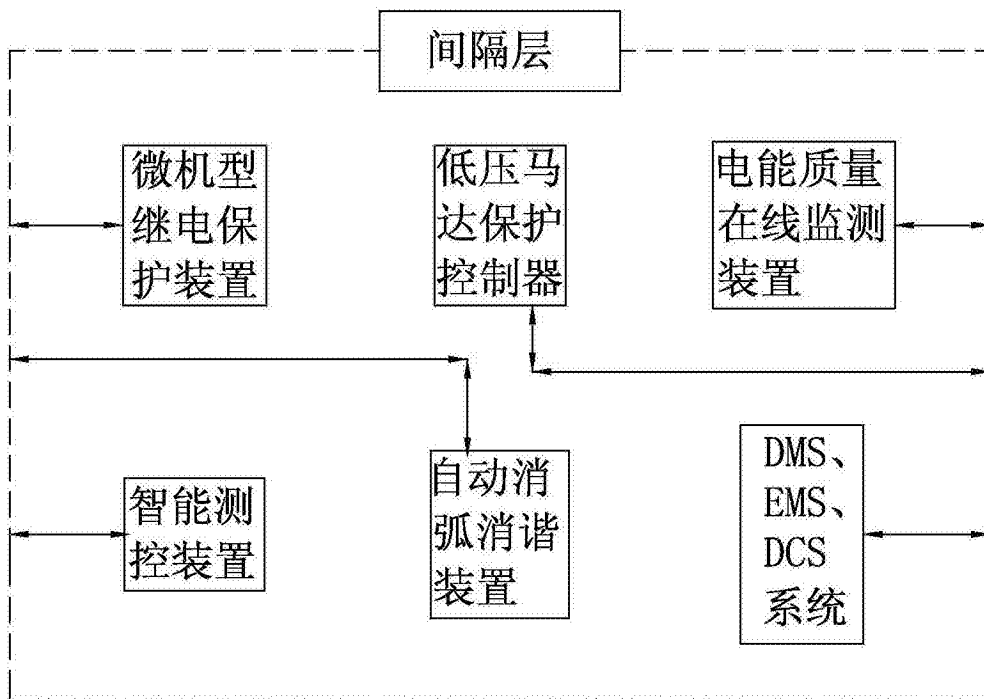 间隔层
微机型
继电保
护装置
低压马
达保护
控制器
电能质量
在线监测
装置
智能测
控装置
自动消
弧消谐
装置
DMS、
EMS、
DCS
系统